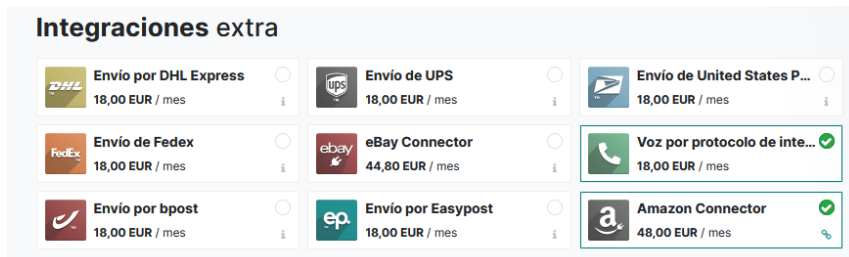 Integraciones extra
DHL
Envío por DHL Express
18,00 EUR / mes
i
ups
Envío de UPS
18,00 EUR / mes
i
Envío de United States P...
18,00 EUR / mes
i
FedEx
Envío de Fedex
18,00 EUR / mes
i
ebay
eBay Connector
44,80 EUR / mes
i
Voz por protocolo de inte...
18,00 EUR / mes
Envío por bpost
18,00 EUR / mes
i
ep.
Envío por Easypost
18,00 EUR / mes
i
a
Amazon Connector
48,00 EUR / mes